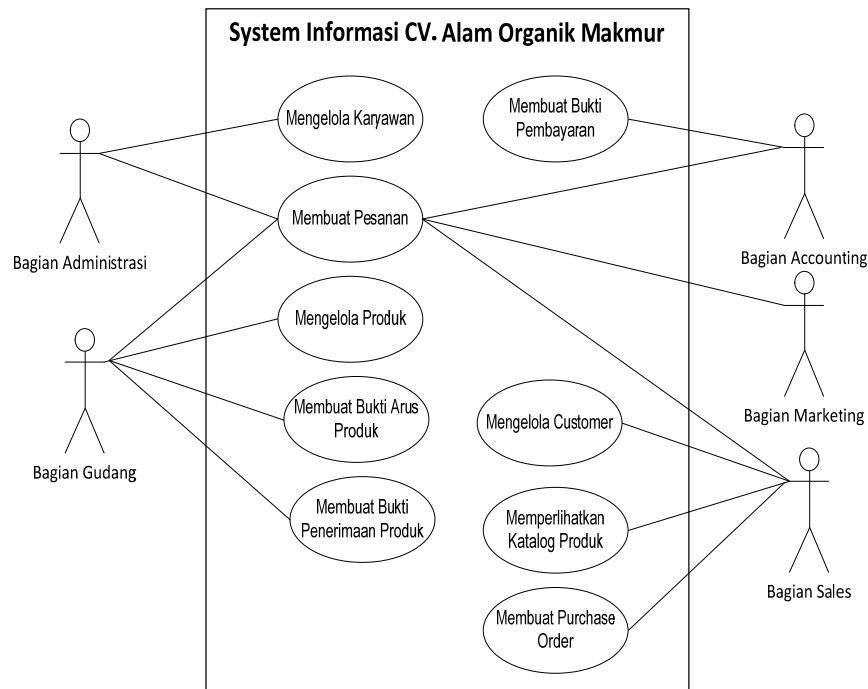 System Informasi CV. Alam Organik Makmur
Mengelola Karyawan
Membuat Bukti
Pembayaran
Bagian Administrasi
Membuat Pesanan
Bagian Accounting
Mengelola Produk
Bagian Marketing
Membuat Bukti Arus
Produk
Mengelola Customer
Bagian Gudang
Membuat Bukti
Penerimaan Produk
Memperlihatkan
Katalog Produk
Bagian Sales
Membuat Purchase
Order